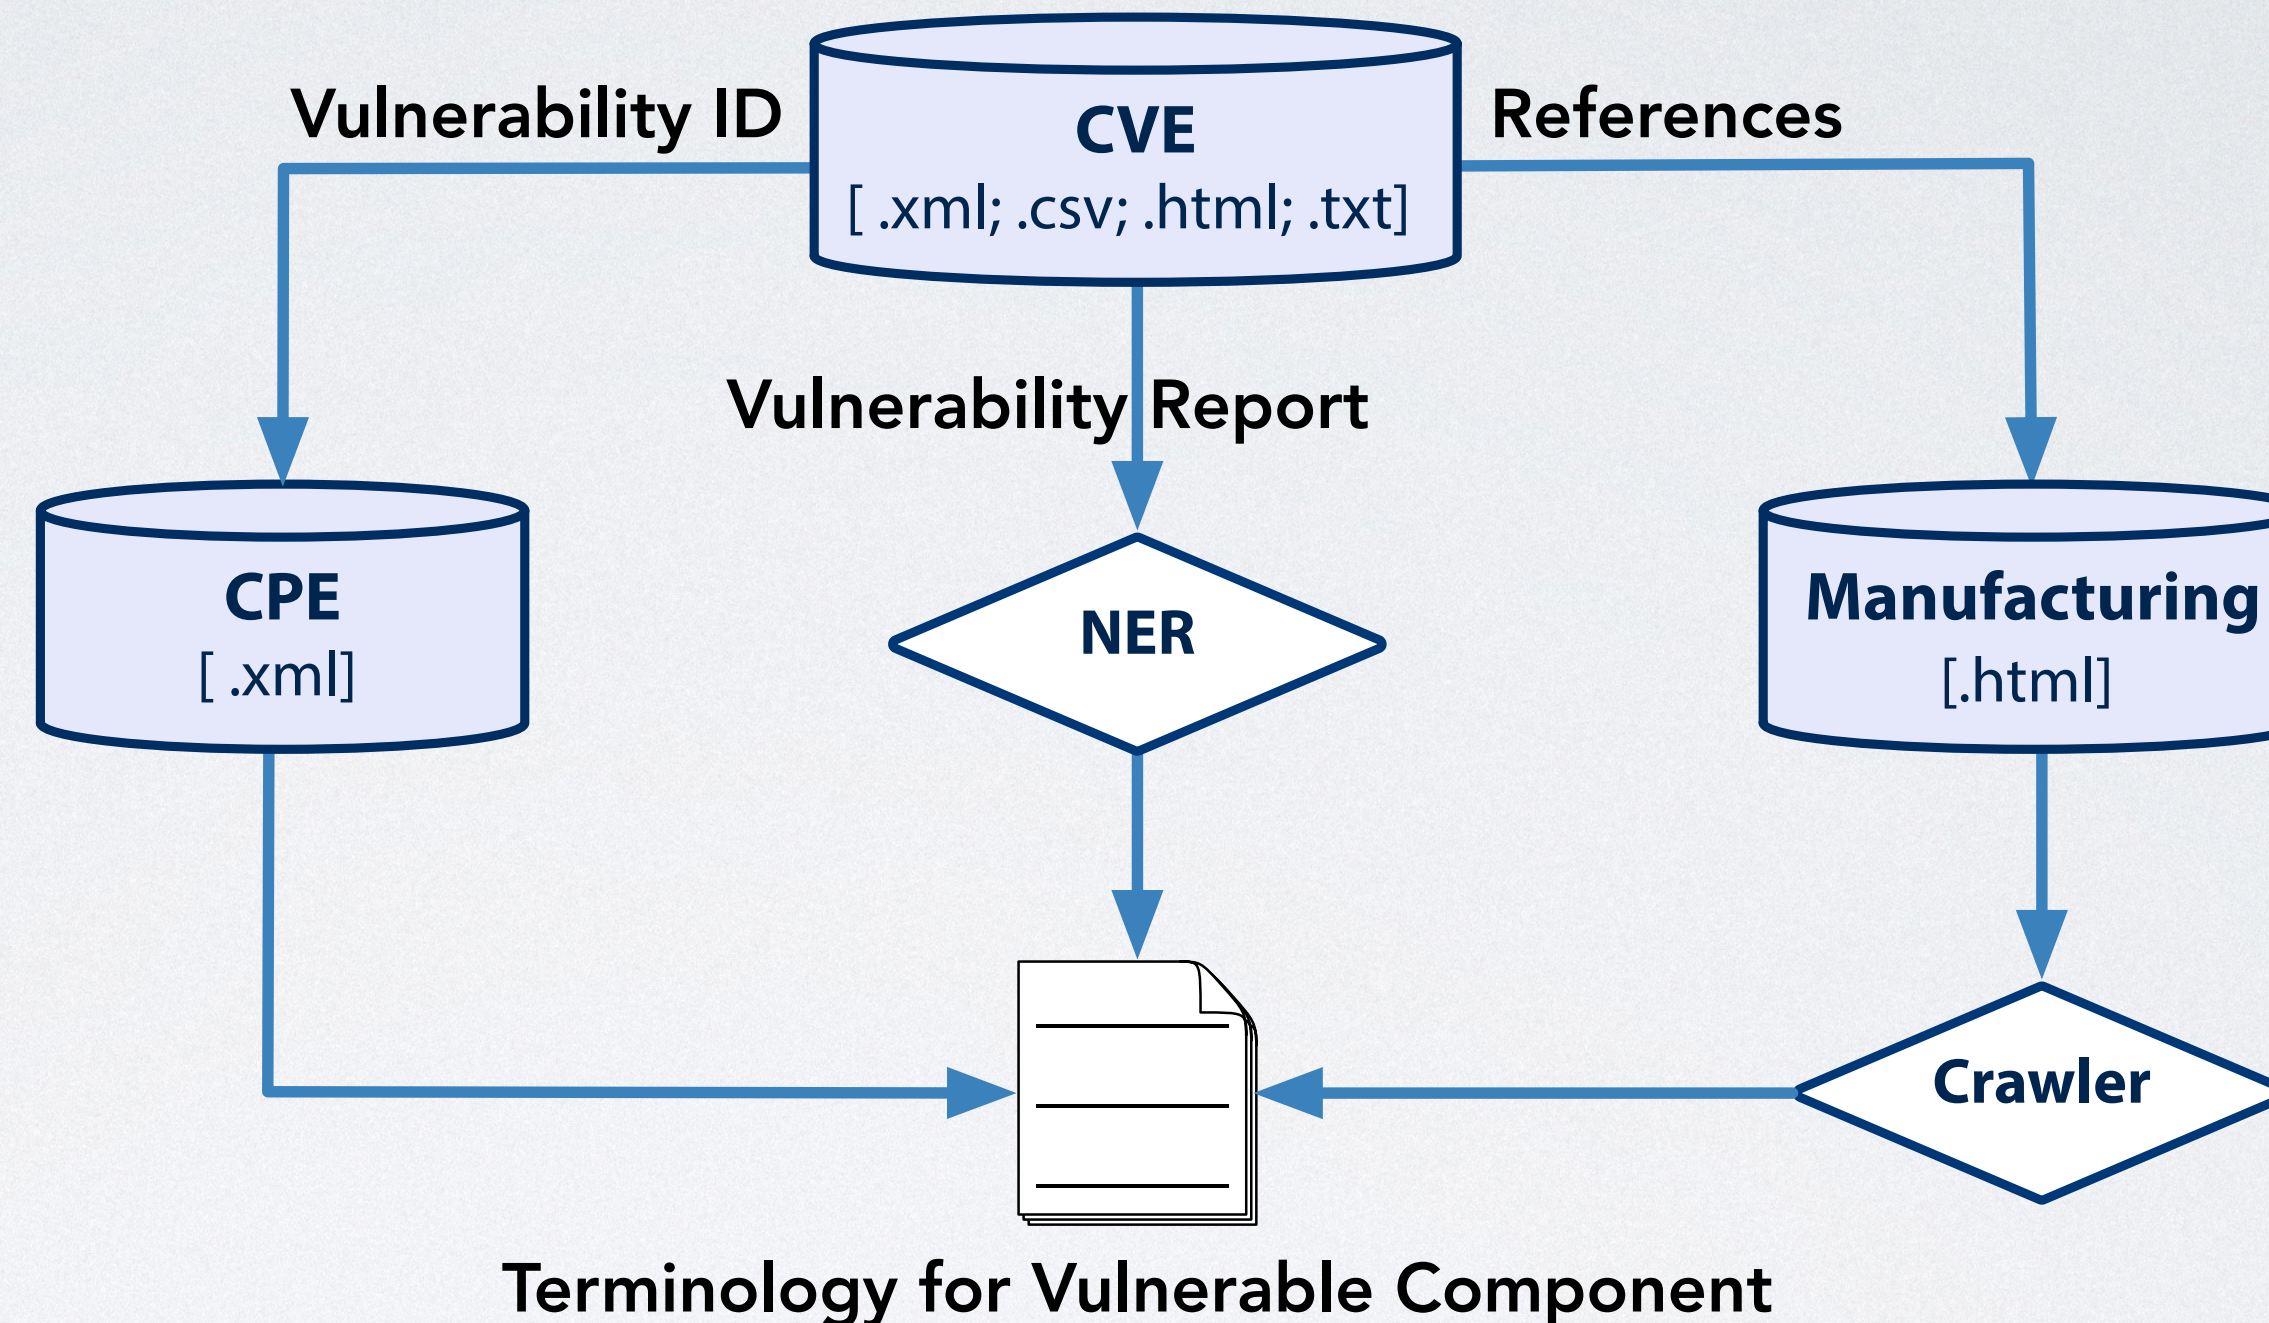 Vulnerability ID
CVE
[ .xml; .csv; .html; .txt]
References
Vulnerability Report
CPE
[ .xml]
NER
Manufacturing
[.html]
Crawler
Terminology for Vulnerable Component